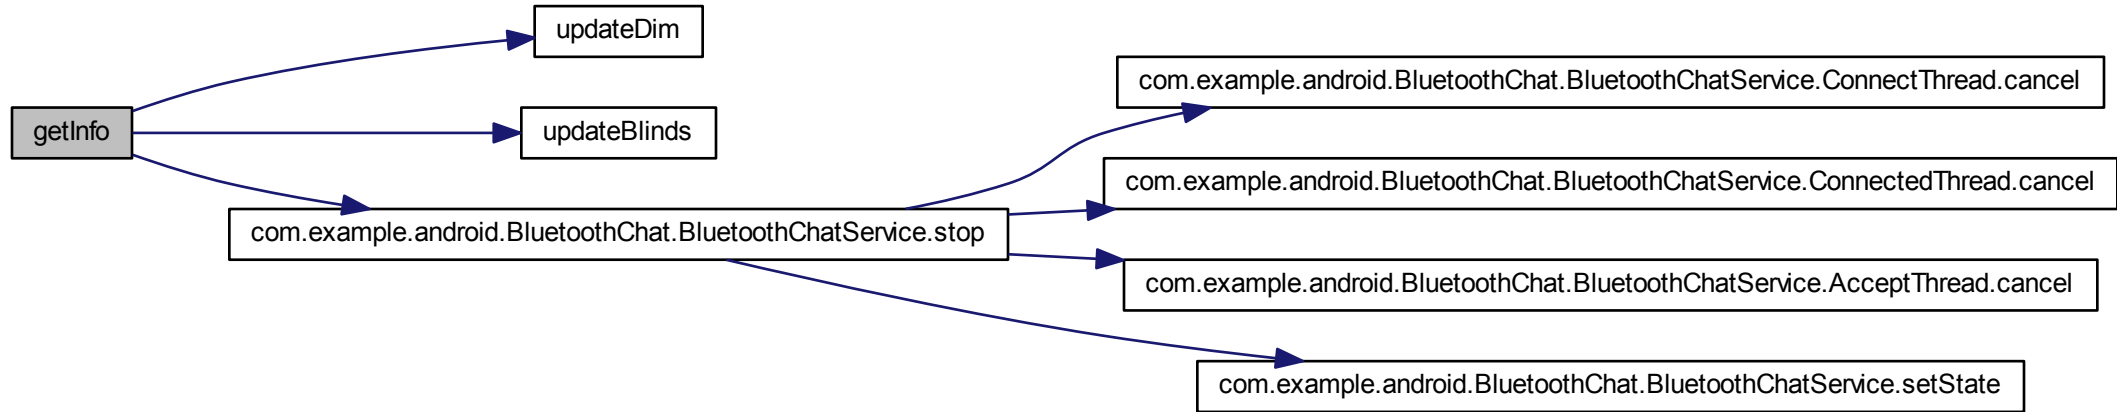 updateDim
com.example.android.BluetoothChat.BluetoothChatService.ConnectThread.cancel
getInfo
updateBlinds
com.example.android.BluetoothChat.BluetoothChatService.ConnectedThread.cancel
com.example.android.BluetoothChat.BluetoothChatService.stop
com.example.android.BluetoothChat.BluetoothChatService.AcceptThread.cancel
com.example.android.BluetoothChat.BluetoothChatService.setState